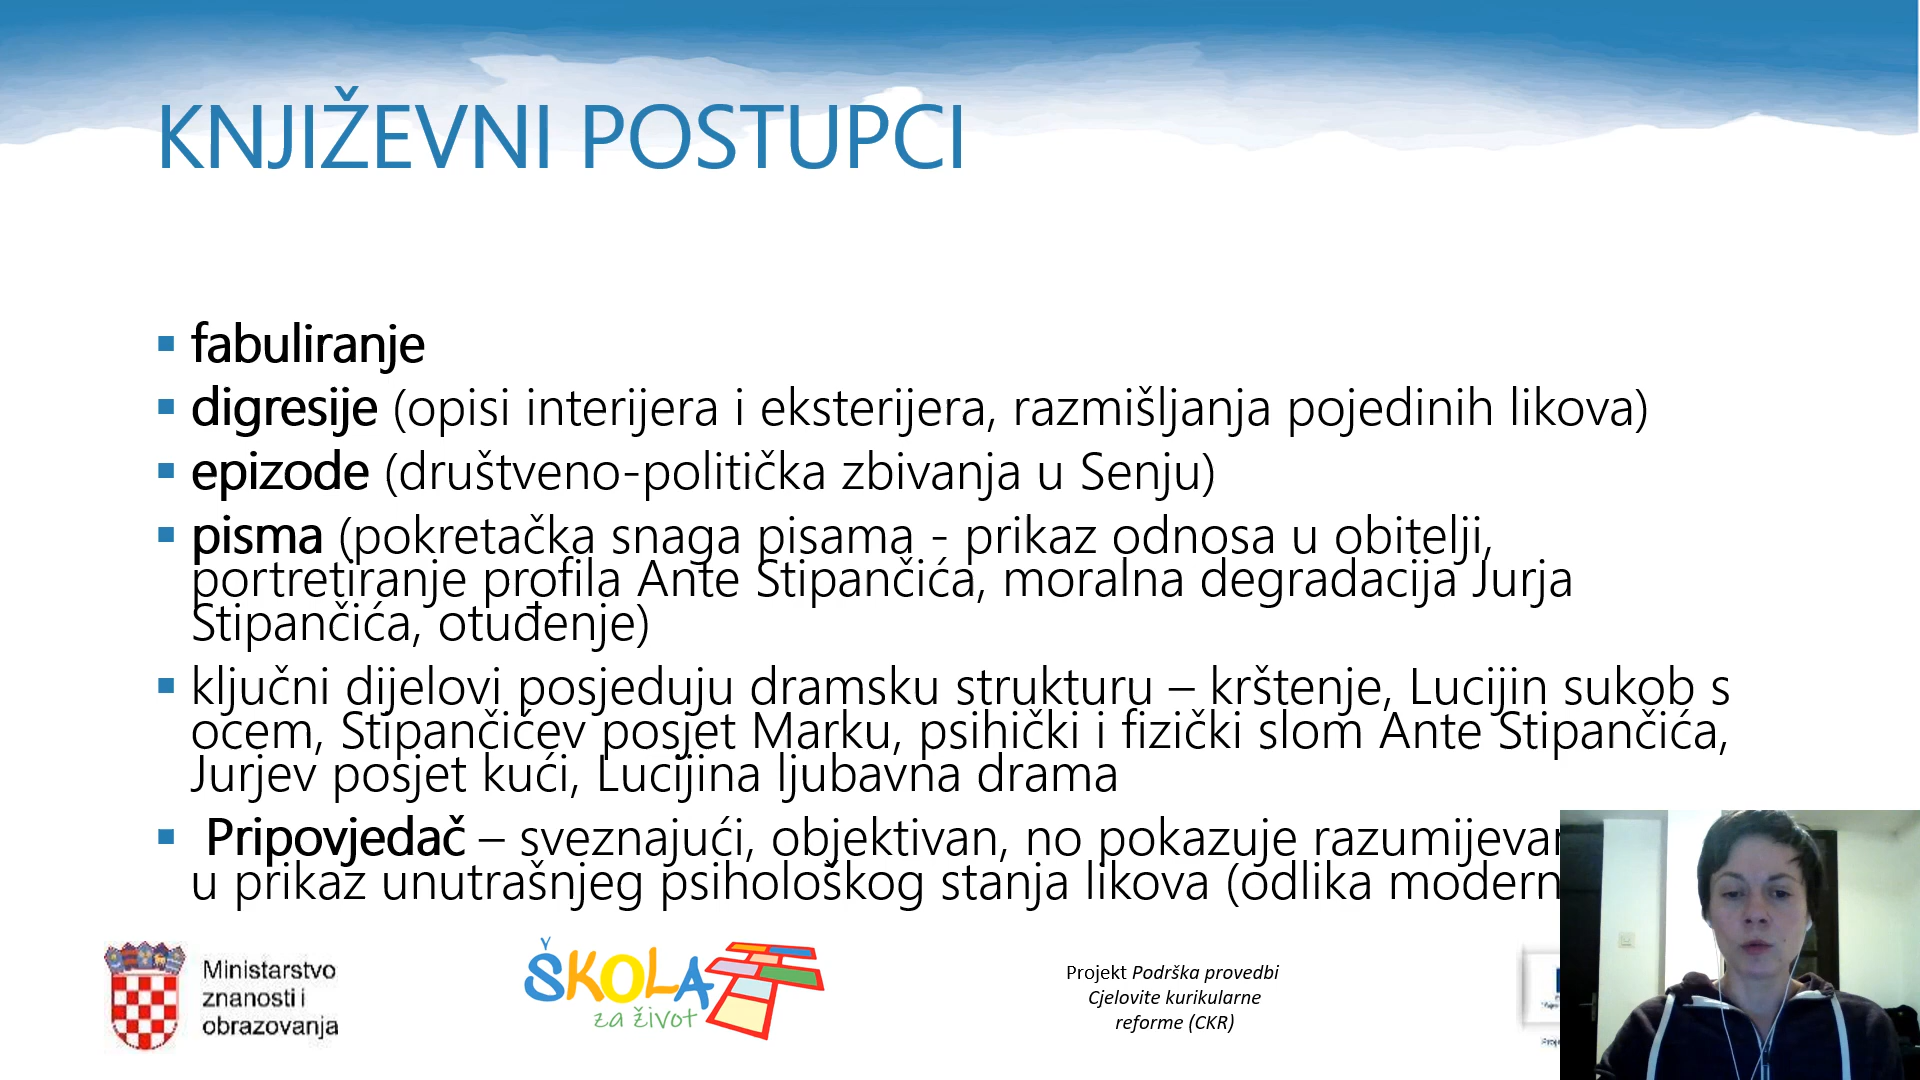 KNJIŽEVNI POSTUPCI
▪ fabuliranje
▪ digresije (opisi interijera i eksterijera, razmišljanja pojedinih likova)
▪ epizode (društveno-politička zbivanja u Senju)
▪ pisma (pokretačka snaga pisama - prikaz odnosa u obitelji,
portretiranje profila Ante Stipančića, moralna degradacija Jurja
Stipančića, otuđenje)
▪ ključni dijelovi posjeduju dramsku strukturu – krštenje, Lucijin sukob s
ocem, Stipančićev posjet Marku, psihički i fizički slom Ante Stipančića,
Jurjev posjet kući, Lucijina ljubavna drama
▪ Pripovjedač – sveznajući, objektivan, no pokazuje
u prikaz unutrašnjeg psihološkog stanja likova (odlika
Ministarstvo
znanosti i
obrazovanja
ŠKOLA
za život
Projekt Podrška provedbi
Cjelovite kurikularne
reforme (CKR)